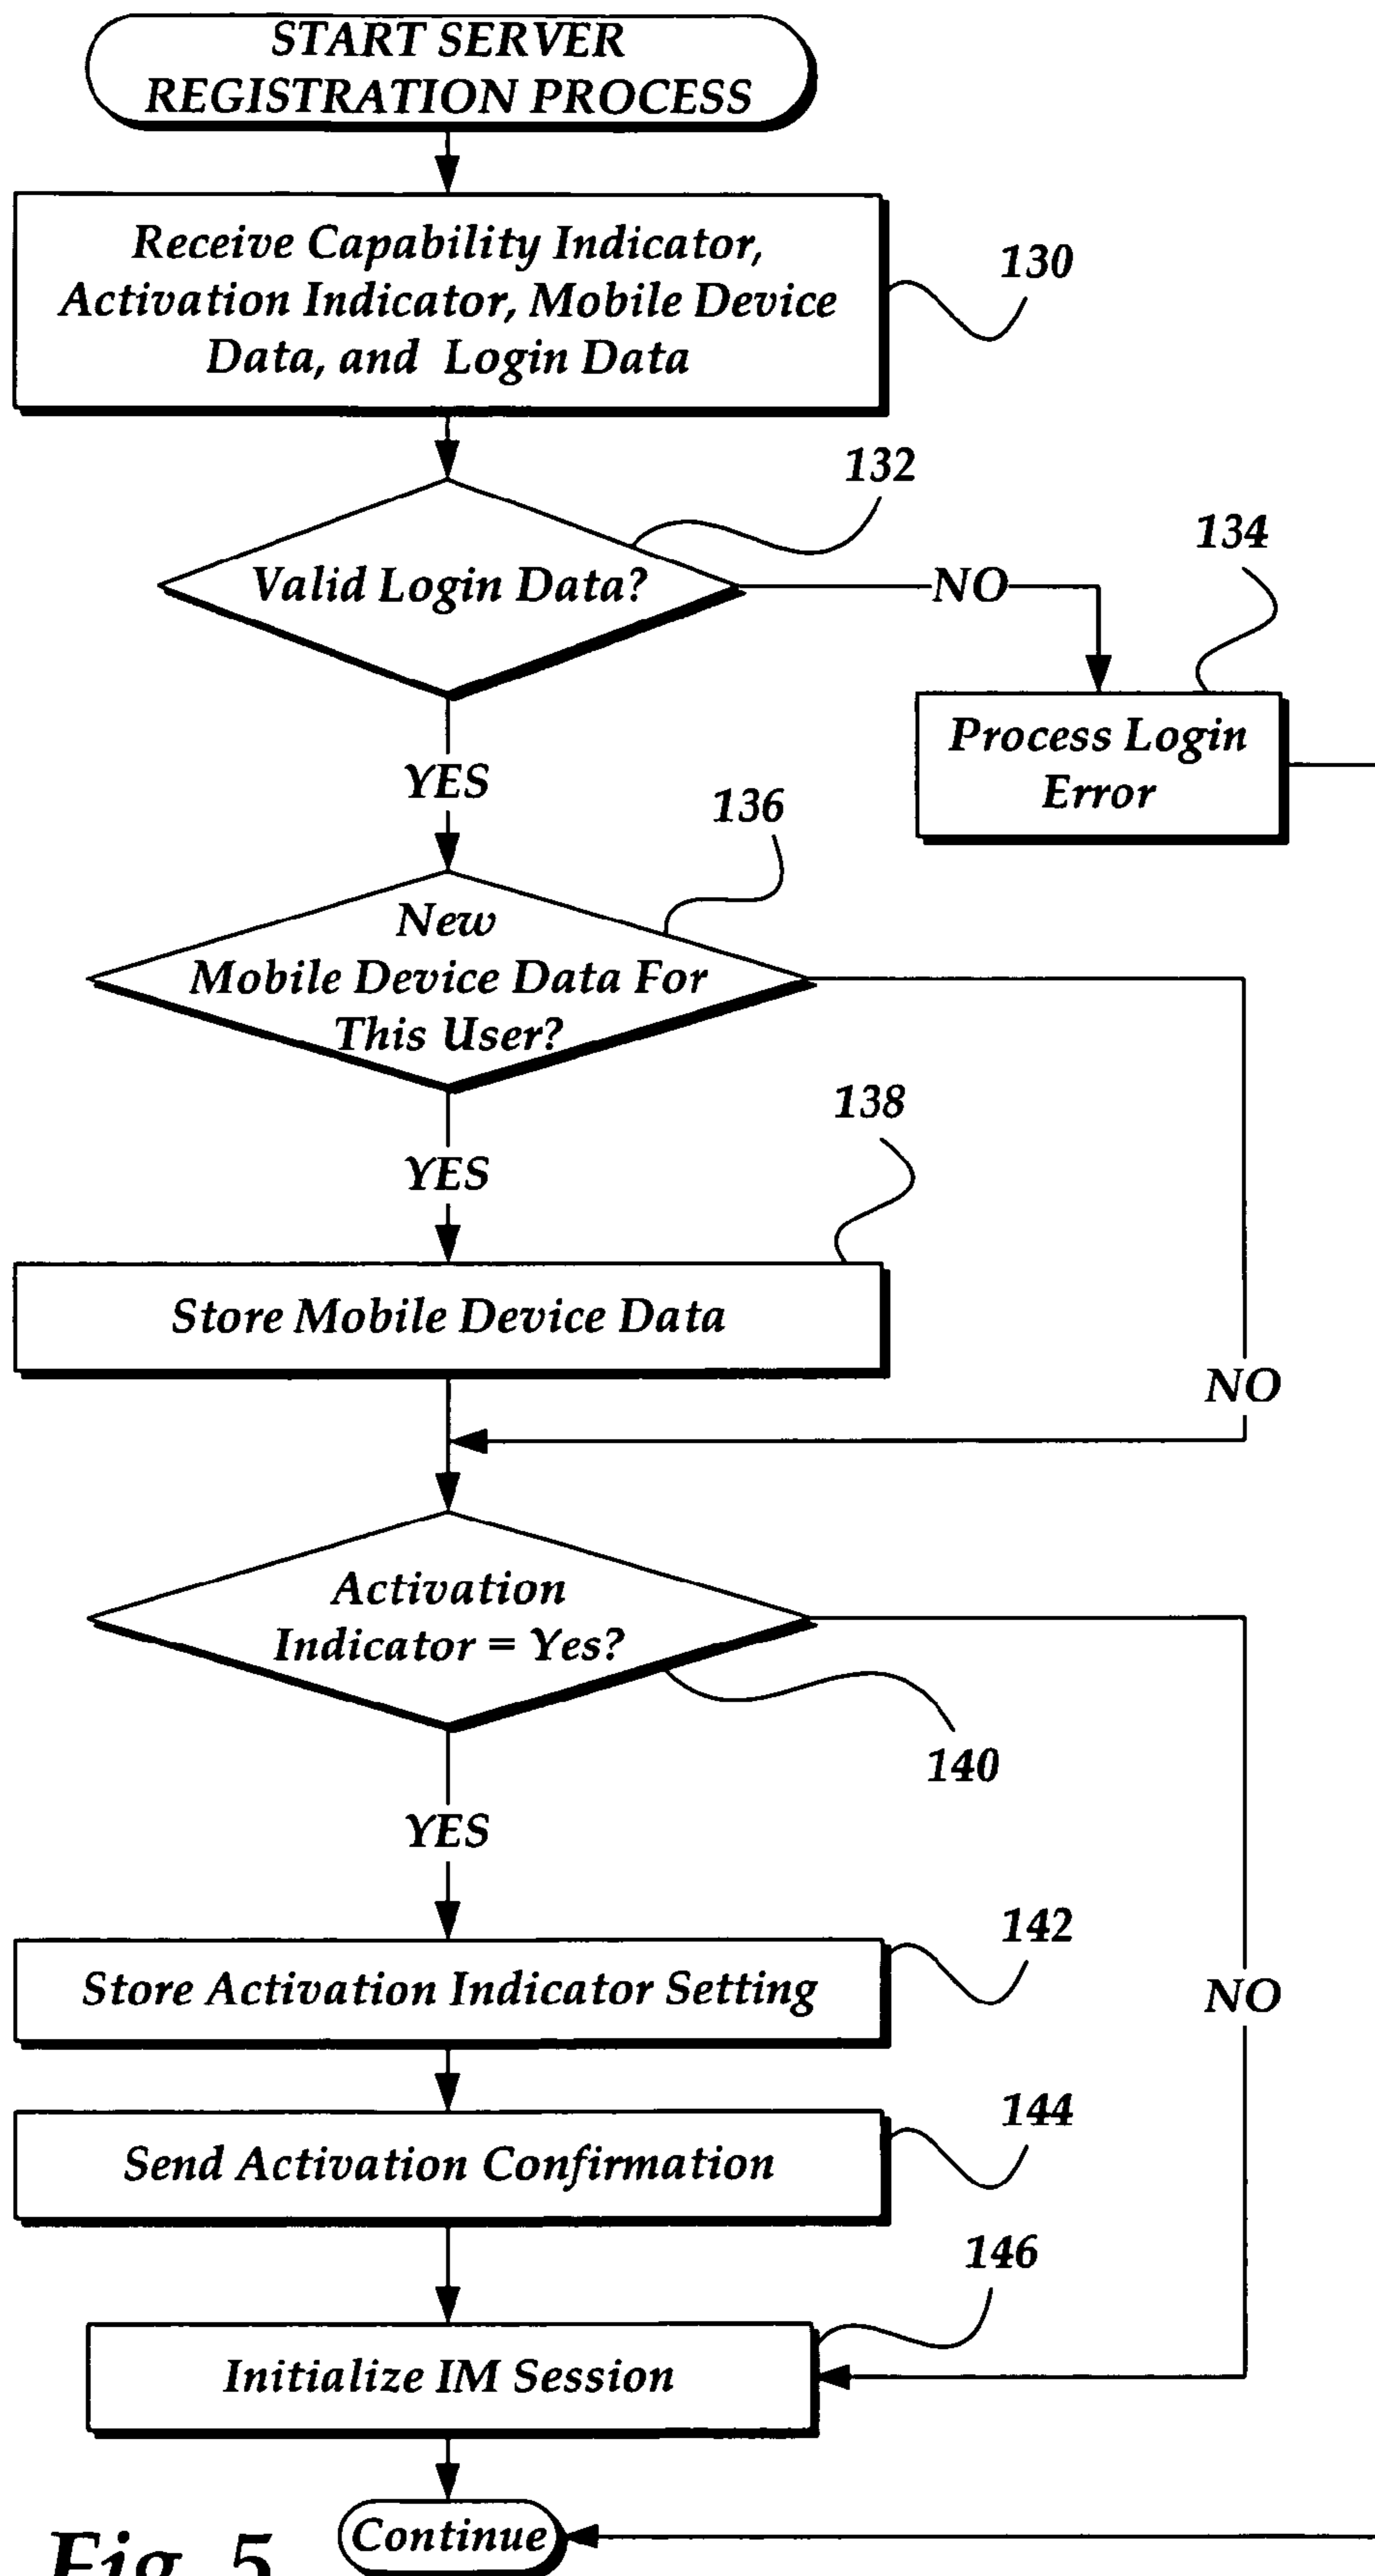 START SERVER
REGISTRATION PROCESS
Receive Capability Indicator,
Activation Indicator, Mobile Device
Data, and Login Data
130
132
Valid Login Data?
NO
134
Process Login
Error
YES
136
New
Mobile Device Data For
This User?
138
YES
Store Mobile Device Data
NO
Activation
Indicator = Yes?
140
YES
142
Store Activation Indicator Setting
NO
144
Send Activation Confirmation
146
Initialize IM Session
Continue
Fig. 5